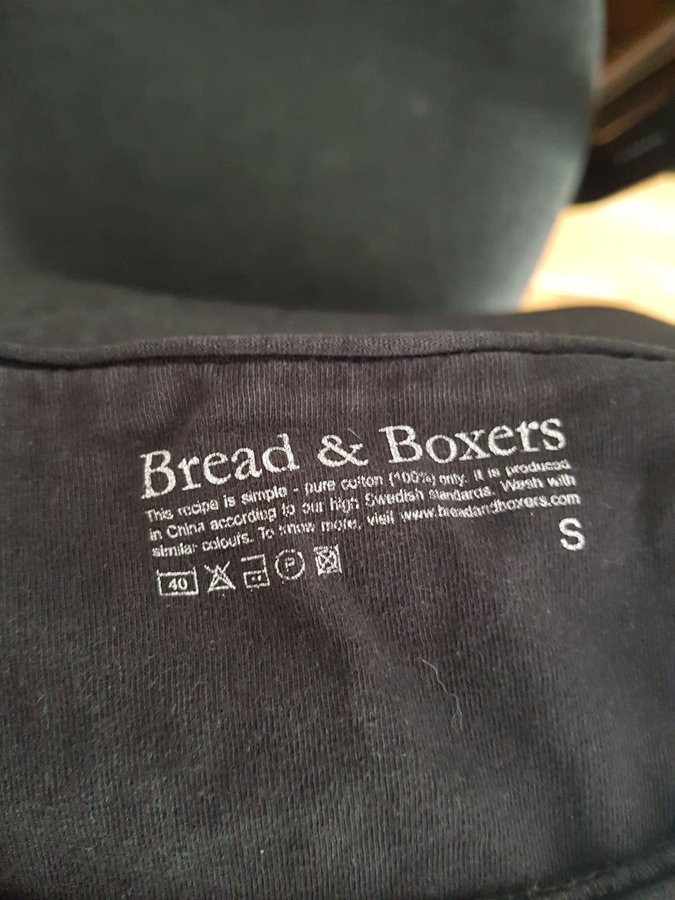 Bread & Boxers
This recipe is simple - pure cotton (100%) only. It is produced
in China according to our high Swedish standards. Wash with
similar colours. To know more, visit www.breadandboxers.com
S
40 P